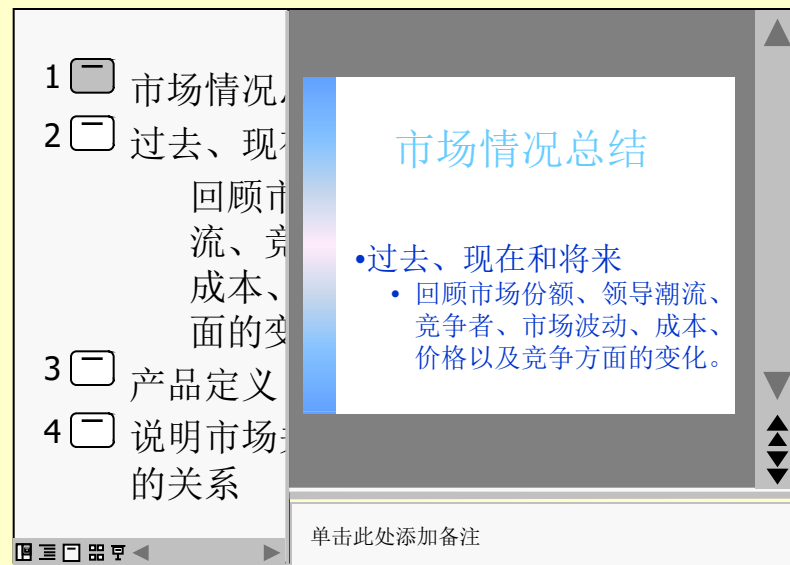 1 市场情况
2 过去、现
回顾市
流、
成本、
面的变
3 产品定义
4 说明市场
的关系
市场情况总结
•过去、现在和将来
• 回顾市场份额、领导潮流、
竞争者、市场波动、成本、
价格以及竞争方面的变化。
单击此处添加备注